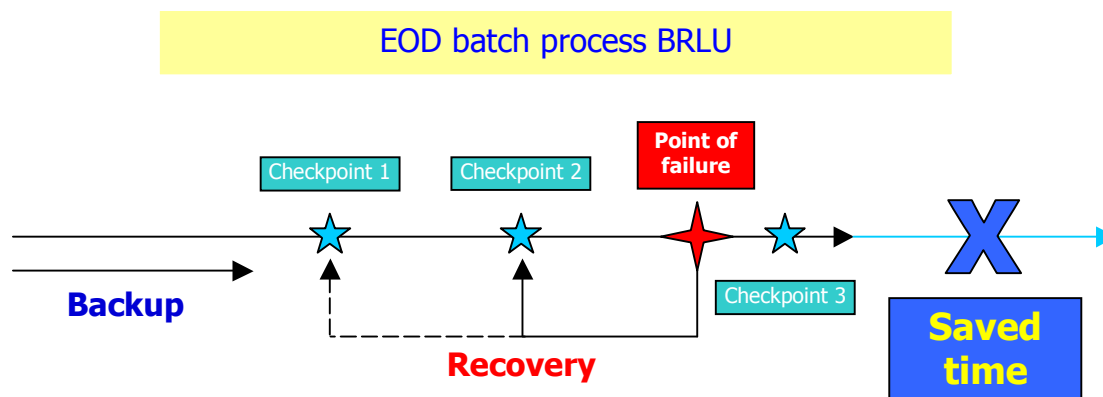 EOD batch process BRLU
Point of
failure
Checkpoint 1
Checkpoint 2
Checkpoint 3
Backup
Recovery
Saved
time